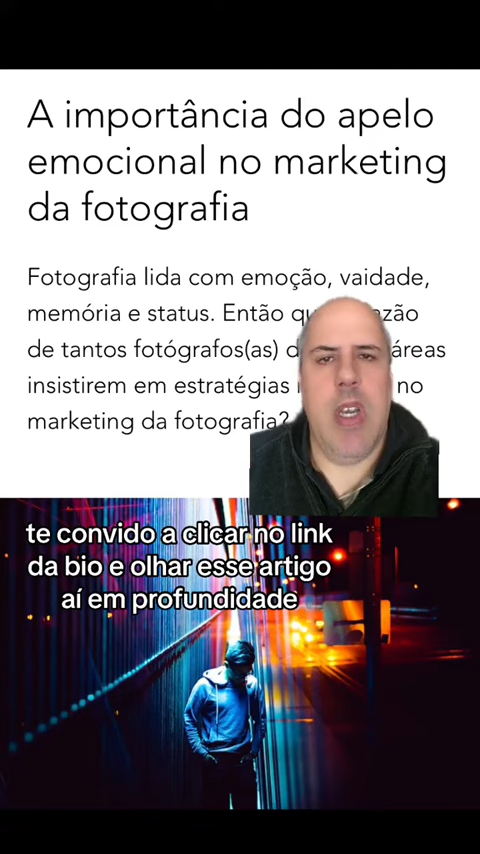 A importância do apelo
emocional no marketing
da fotografia
Fotografia lida com emoção, vaidade,
memória e status. Então
de tantos fotógrafos(as) áreas
insistirem em estratégias no
marketing da fotografia?
te convido a clicar no link
da bio e olhar esse artigo
aí em profundidade